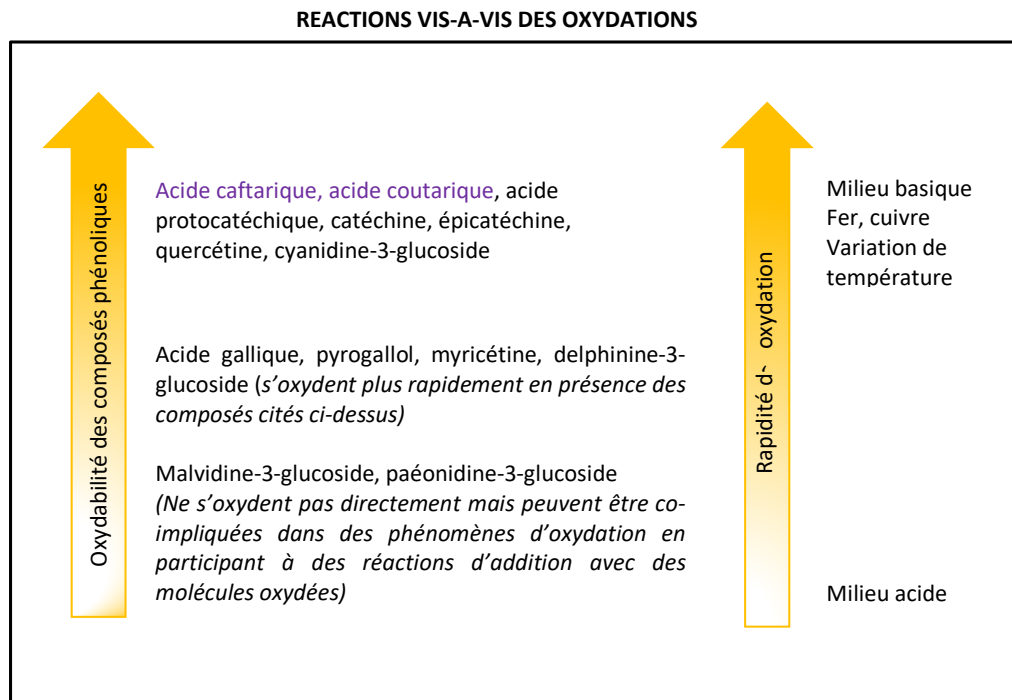 REACTIONS VIS-A-VIS DES OXYDATIONS
Oxydabilité des composés phénoliques
Acide caftarique, acide coutarique, acide
protocatéchique, catéchine, épicatéchine,
quercétine, cyanidine-3-glucoside
Acide gallique, pyrogallol, myricétine, delphinine-3-
glucoside (s’oxydent plus rapidement en présence des
composés cités ci-dessus)
Malvidine-3-glucoside, paéonidine-3-glucoside
(Ne s’oxydent pas directement mais peuvent être co-
impliquées dans des phénomènes d’oxydation en
participant à des réactions d’addition avec des
molécules oxydées)
Rapidité d oxydation
Milieu basique
Fer, cuivre
Variation de
température
Milieu acide